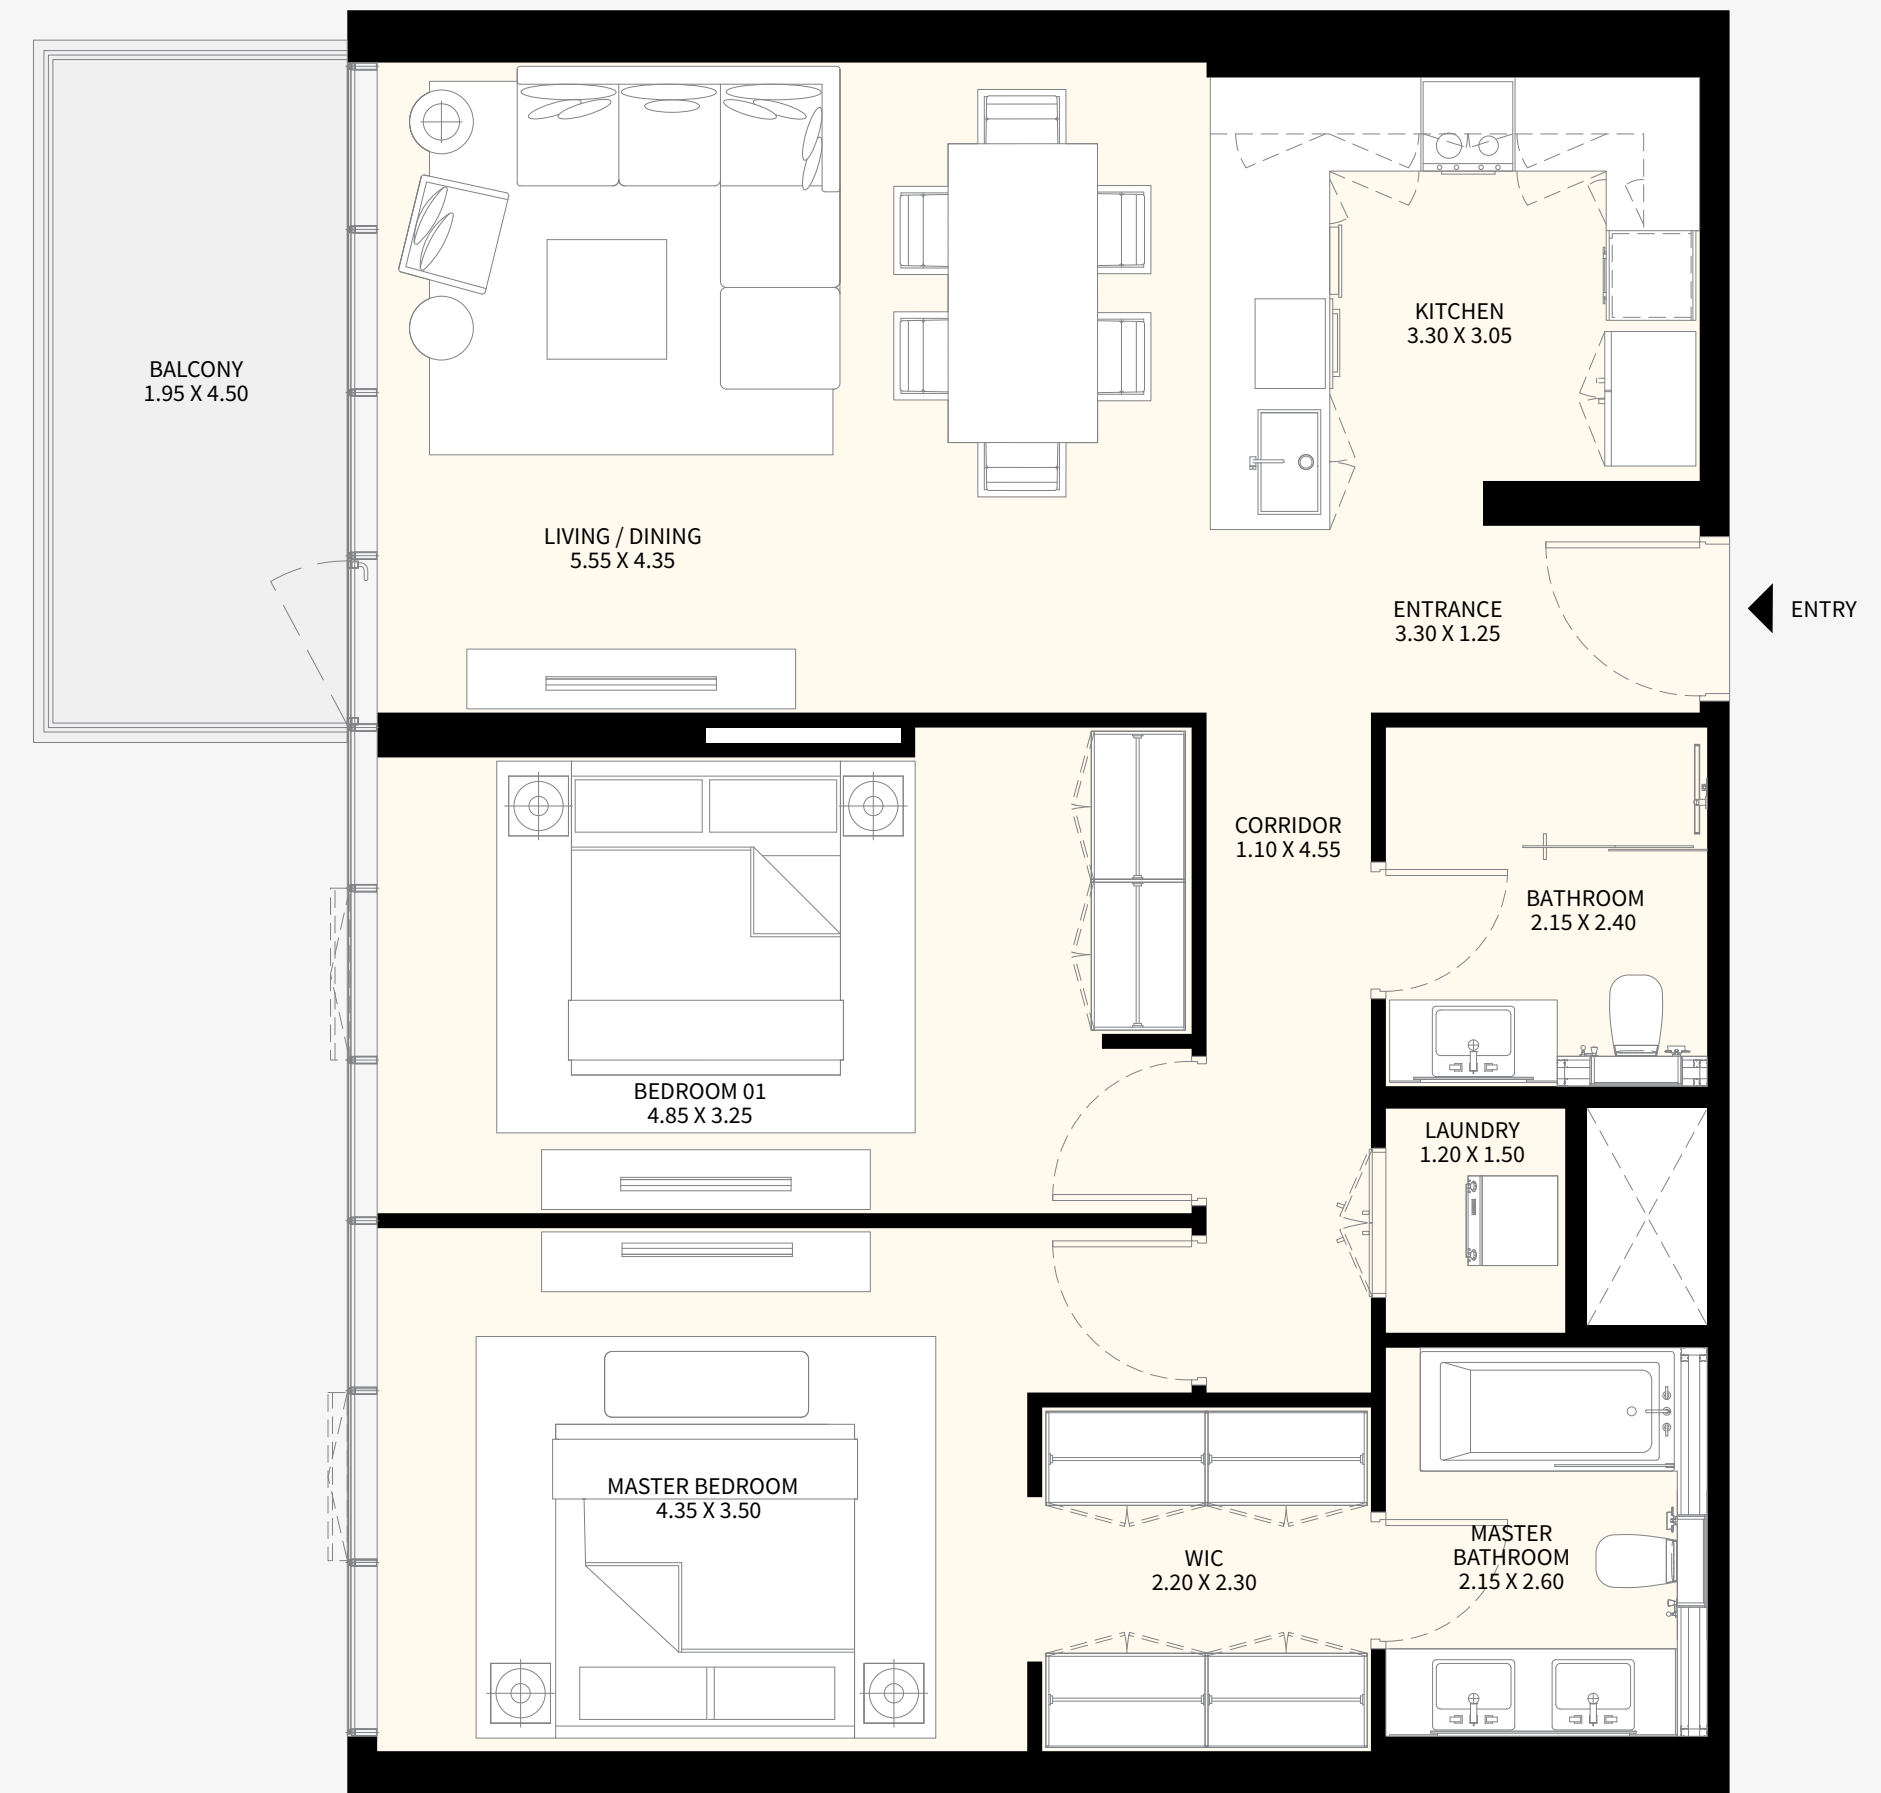 KITCHEN
3.30 X 3.05
BALCONY
1.95 X 4.50
LIVING / DINING
5.55 X 4.35
ENTRANCE
3.30 X 1.25
ENTRY
CORRIDOR
1.10 X 4.55
BATHROOM
2.15 X 2.40
BEDROOM 01
4.85 X 3.25
LAUNDRY
1.20 X 1.50
MASTER BEDROOM
4.35 X 3.50
WIC
2.20 X 2.30
MASTER
BATHROOM
2.15 X 2.60